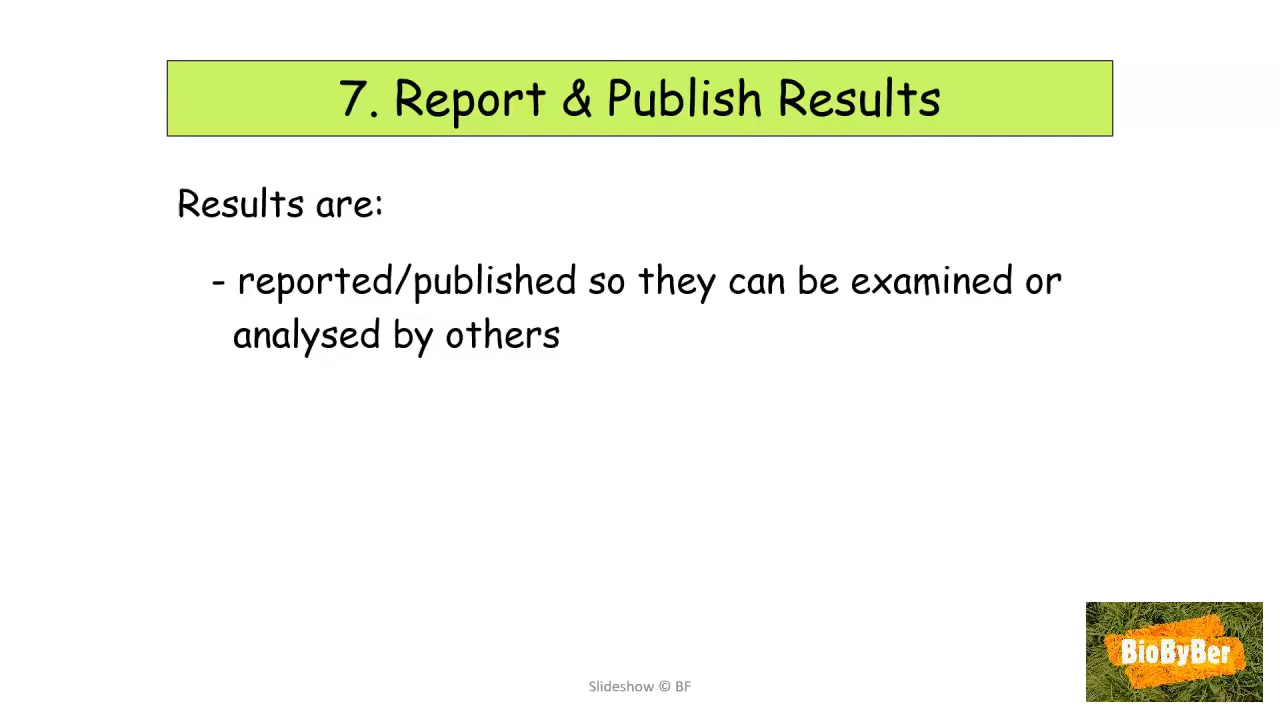 7. Report & Publish Results
Results are:
- reported/published so they can be examined or
analysed by others
BioByBer
Slideshow © BF